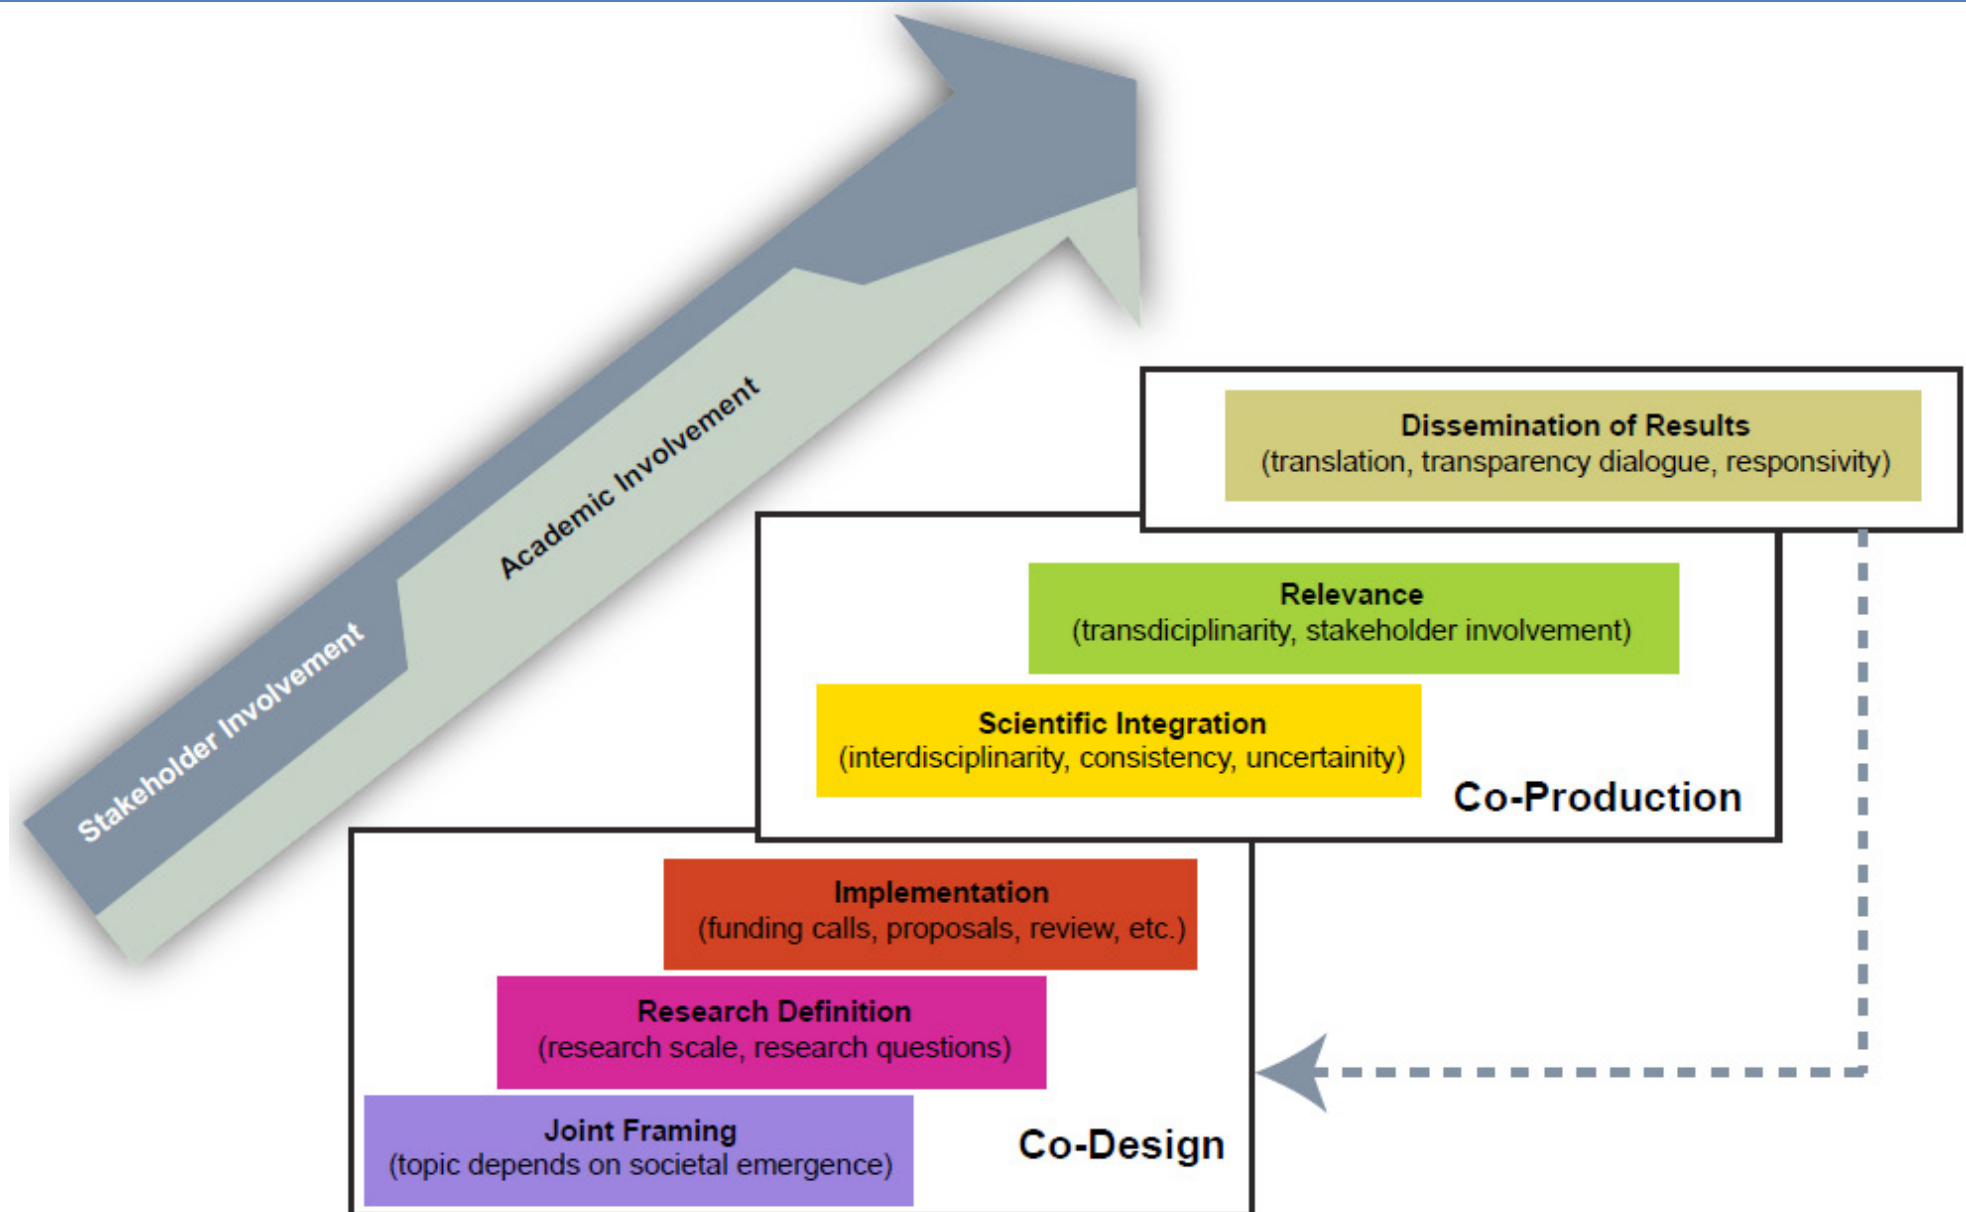 Stakeholder Involvement
Academic Involvement
Dissemination of Results
(translation, transparency dialogue, responsivity)
Relevance
(transdiciplinarity, stakeholder involvement)
Scientific Integration
(interdisciplinarity, consistency, uncertainity)
Co-Production
Implementation
(funding calls, proposals, review, etc.)
Research Definition
(research scale, research questions)
Joint Framing
(topic depends on societal emergence)
Co-Design